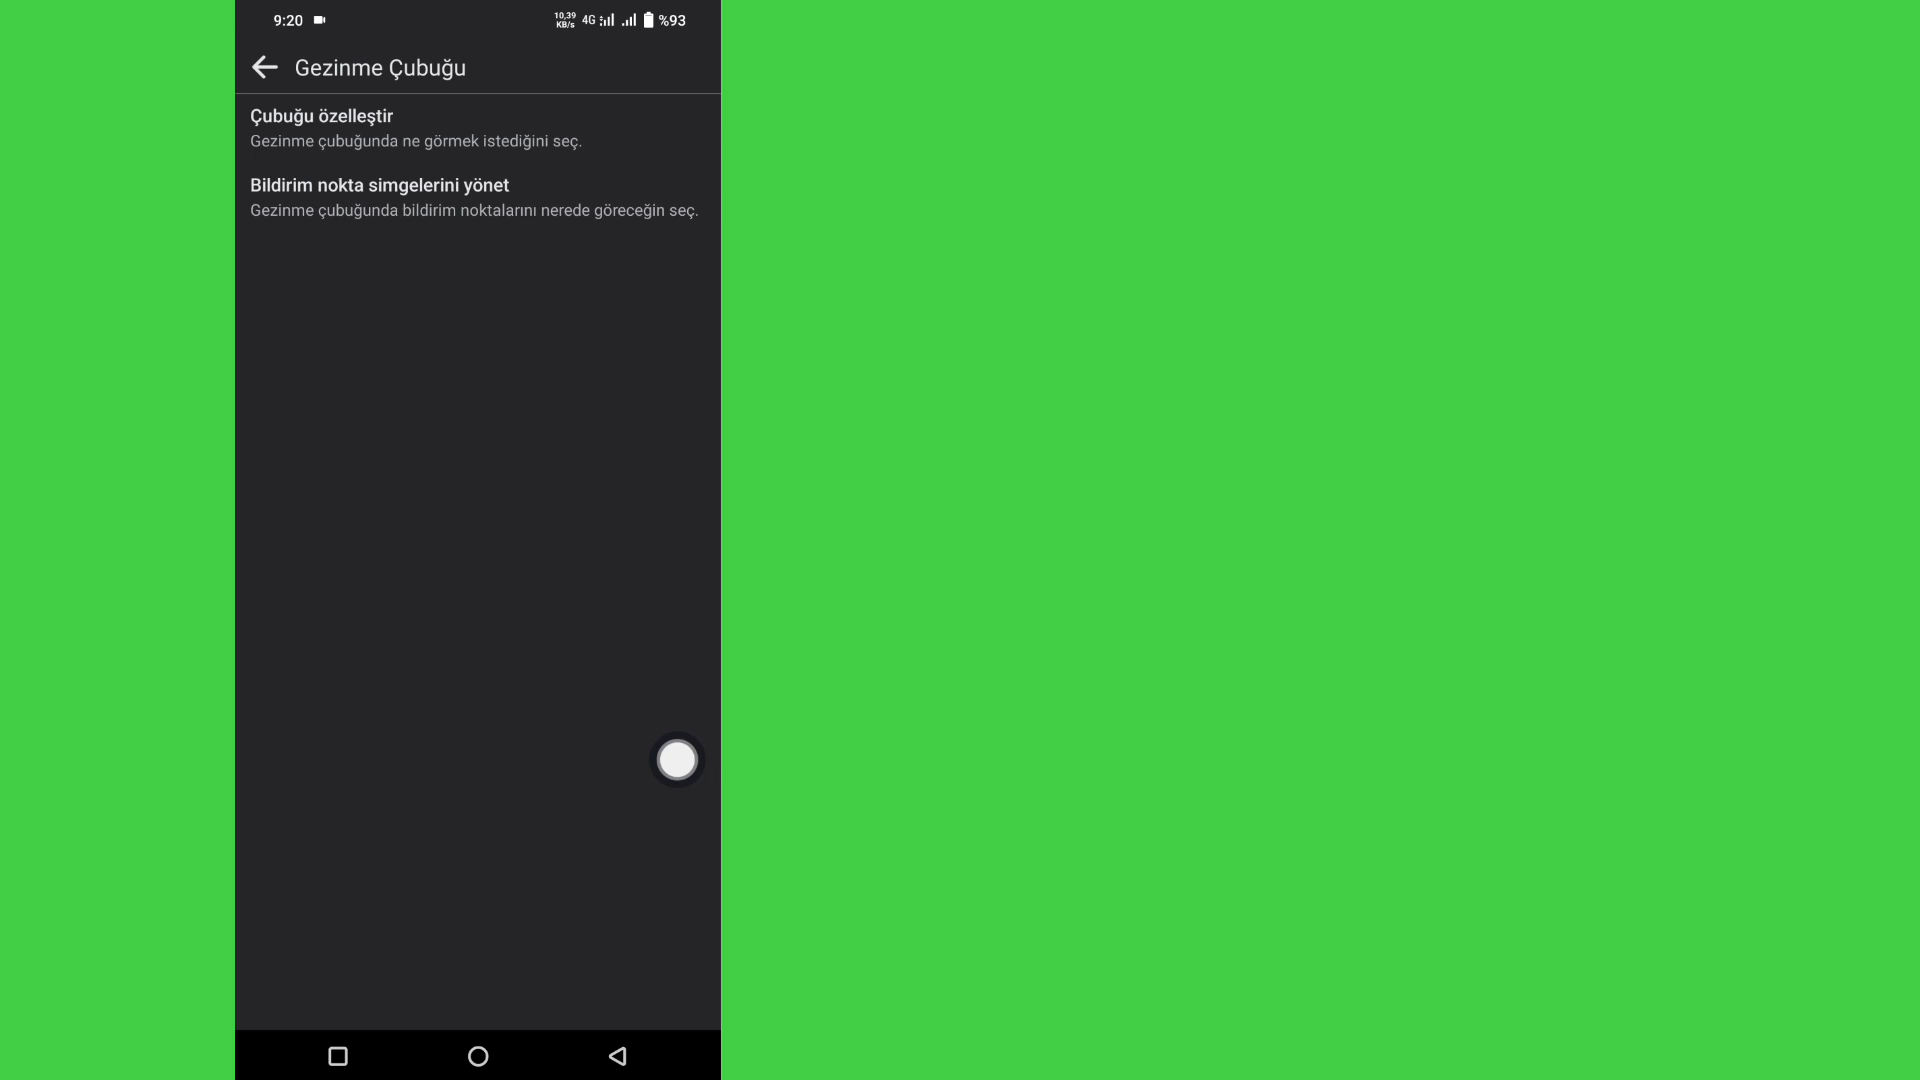 9:20
10,39
KB/s
4G
%93
Gezinme Çubuğu
Çubuğu özelleştir
Gezinme çubuğunda ne görmek istediğini seç.
Bildirim nokta simgelerini yönet
Gezinme çubuğunda bildirim noktalarını nerede göreceğin seç.